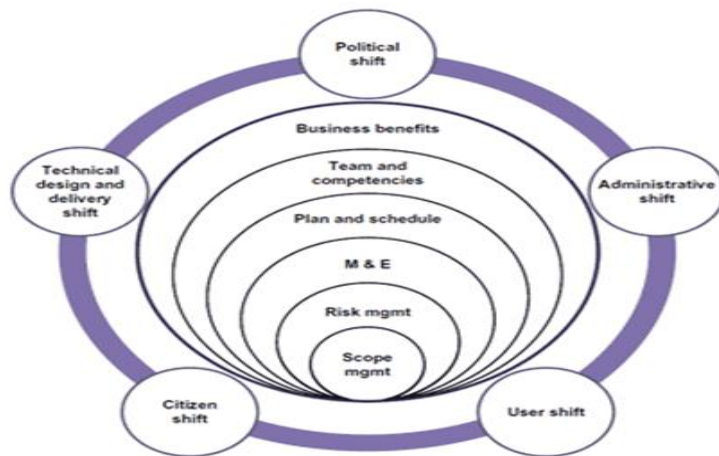 Political
shift
Business benefits
Team and
competencies
Technical
design and
delivery
shift
Administrative
shift
Plan and schedule
M & E
Risk mgmt
Scope
mgmt
Citizen
shift
User shift